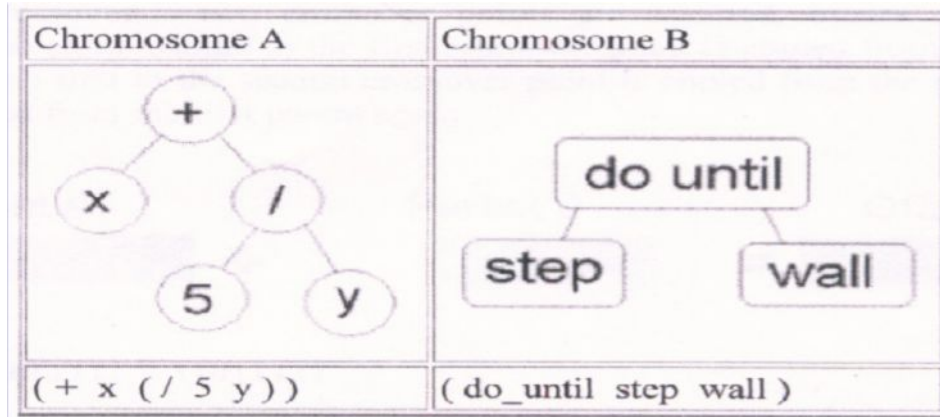 Chromosome A
Chromosome B
+
x /
5 y
do until
step wall
( + x ( / 5 y ) )
( do_until step wall )